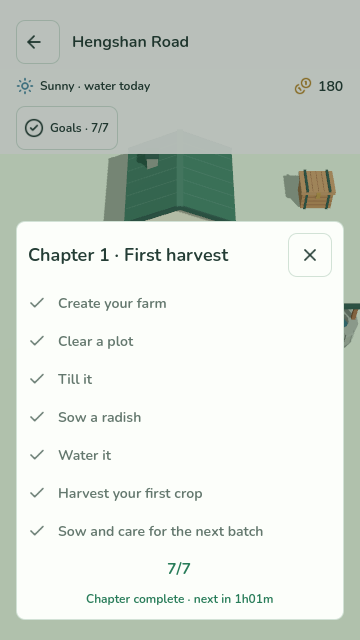 Hengshan Road
Sunny · water today
180
Goals · 7/7
Chapter 1 · First harvest
Create your farm
Clear a plot
Till it
Sow a radish
Water it
Harvest your first crop
Sow and care for the next batch
7/7
Chapter complete · next in 1h01m